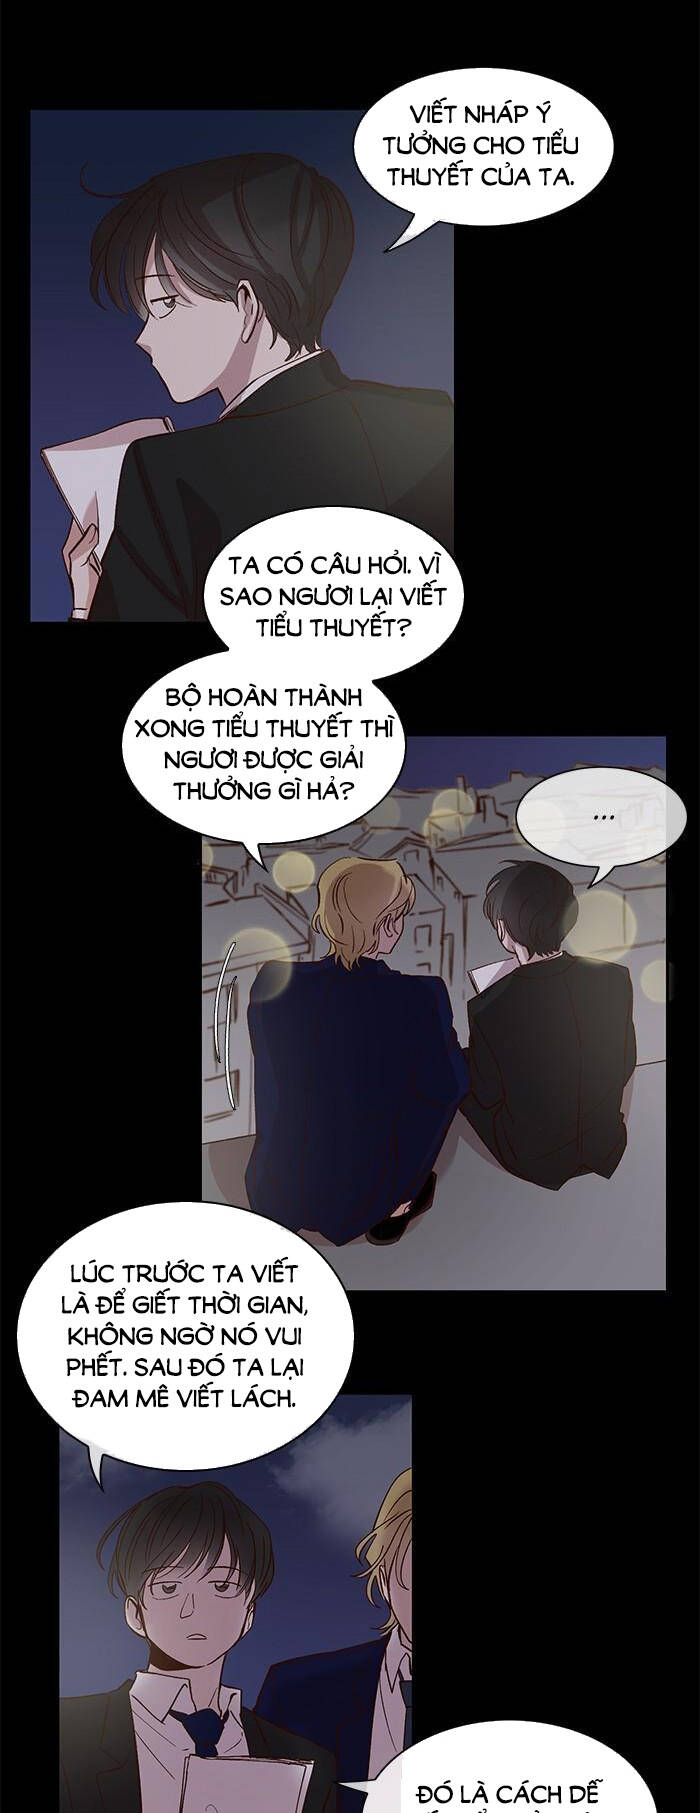 VIẾT NHÁP Ý
TƯỞNG CHO TIỂU
THUYẾT CỦA TA.
TA CÓ CÂU HỎI. VÌ
SAO NGƯƠI LẠI VIẾT
TIỂU THUYẾT?
BỘ HOÀN THÀNH
XONG TIỂU THUYẾT THÌ
NGƯƠI ĐƯỢC GIẢI
THƯỞNG GÌ HẢ?
...
LÚC TRƯỚC TA VIẾT
LÀ ĐỂ GIẾT THỜI GIAN,
KHÔNG NGỜ NÓ VUI
PHẾT. SAU ĐÓ TA LẠI
ĐAM MÊ VIẾT LÁCH.
ĐÓ LÀ CÁCH DỄ